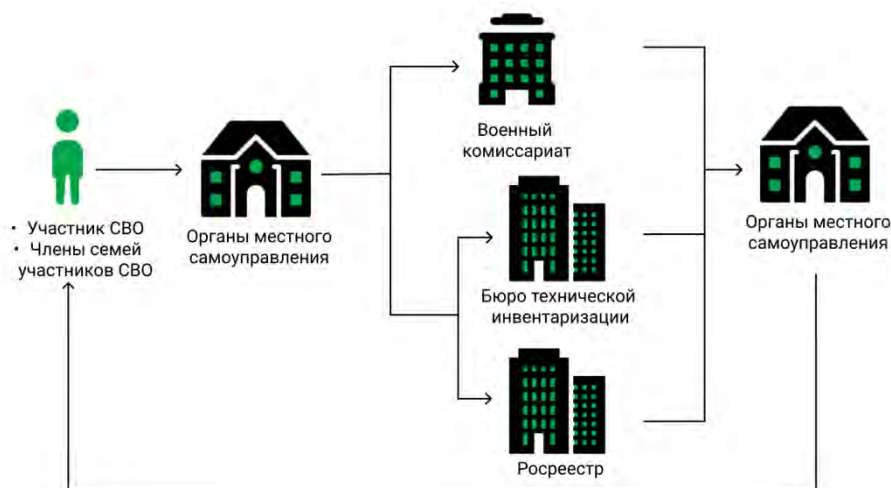 Военный
комиссариат
• Участник СВО
• Члены семей
участников СВО
Органы местного
самоуправления
Органы местного
самоуправления
Бюро технической
инвентаризации
Росреестр